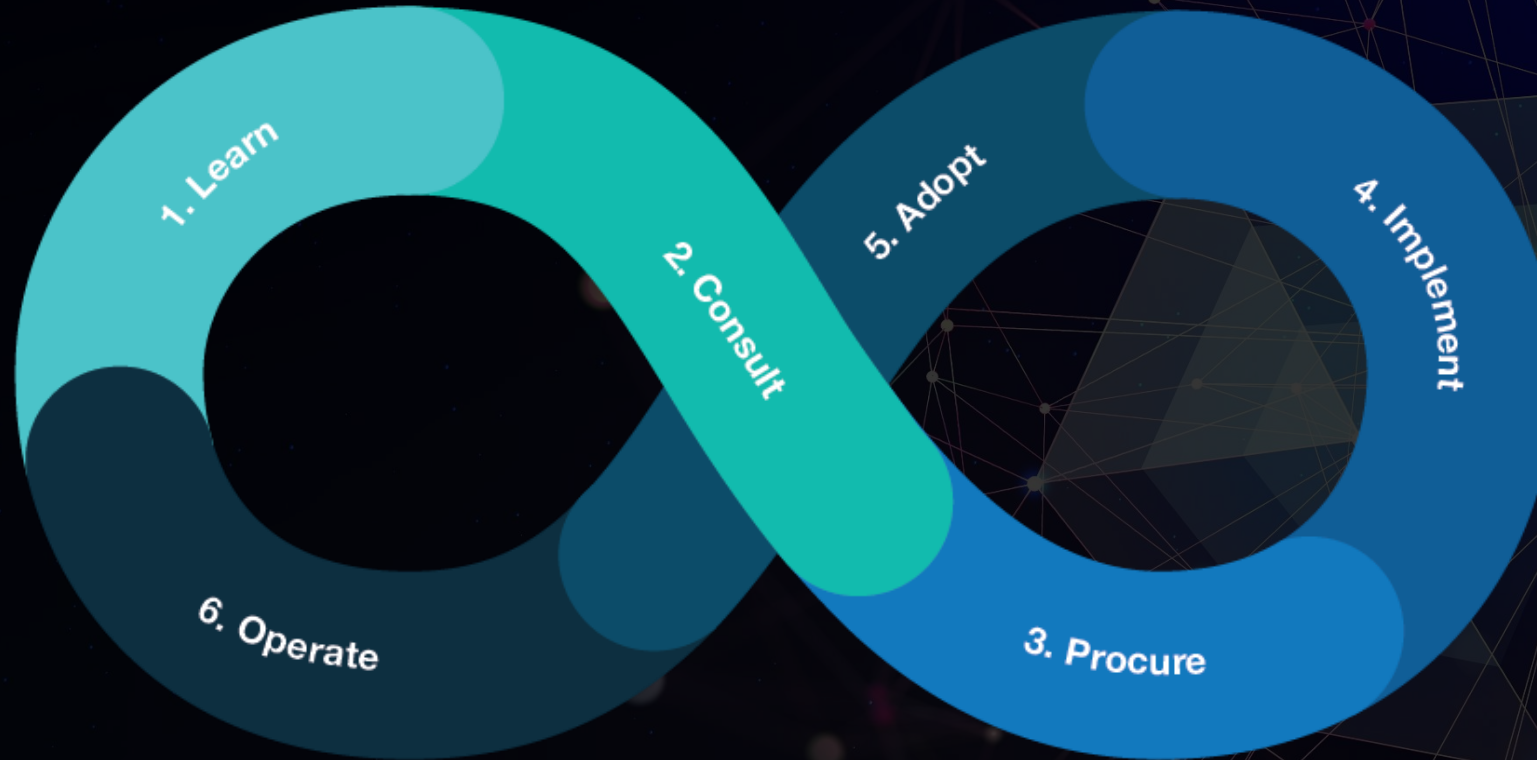 1. Learn
2. Consult
3. Procure
4. Implement
5. Adopt
6. Operate